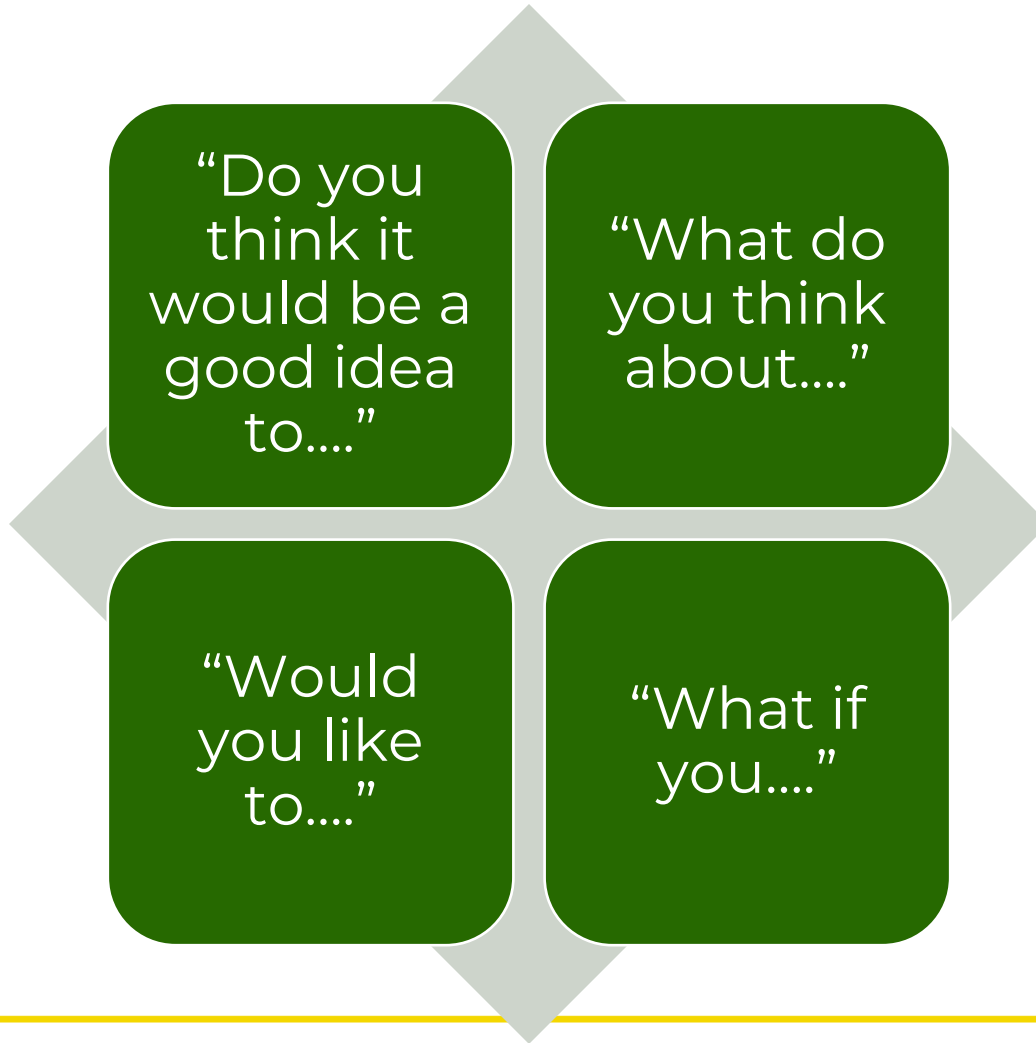 “Do you
think it
would be a
good idea
to....”
“What do
you think
about....”
“Would
you like
to....”
“What if
you....”